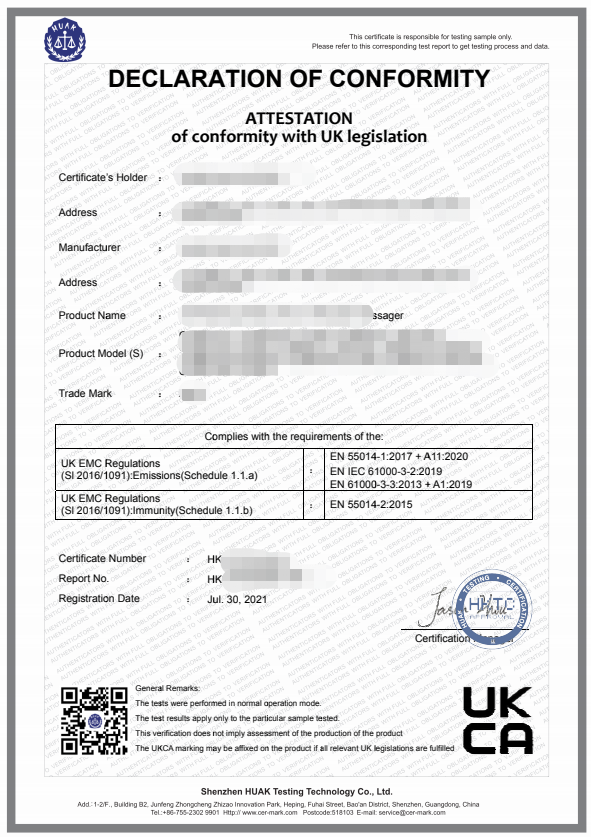 HUAK
This certificate is responsible for testing sample only.
Please refer to this corresponding test report to get testing process and data.
DECLARATION OF CONFORMITY
ATTESTATION
of conformity with UK legislation
Certificate's Holder :
Address :
Manufacturer :
Address :
Product Name : ssager
Product Model (S) :
Trade Mark :
Complies with the requirements of the:
UK EMC Regulations
(SI 2016/1091):Emissions(Schedule 1.1.a) :
EN 55014-1:2017 + A11:2020
EN IEC 61000-3-2:2019
EN 61000-3-3:2013 + A1:2019
UK EMC Regulations
(SI 2016/1091):Immunity(Schedule 1.1.b) :
EN 55014-2:2015
Certificate Number : HK
Report No. : HK
Registration Date : Jul. 30, 2021
HUAK TESTING CERTIFICATION
HKTC
APPROVAL
Certification Manager
General Remarks:
The tests were performed in normal operation mode.
The test results apply only to the particular sample tested.
This verification does not imply assessment of the production of the product
The UKCA marking may be affixed on the product if all relevant UK legislations are fulfilled
UK
CA
Shenzhen HUAK Testing Technology Co., Ltd.
Add.: 1-2/F., Building B2, Junfeng Zhongcheng Zhizao Innovation Park, Heping, Fuhai Street, Bao'an District, Shenzhen, Guangdong, China
Tel.:+86-755-2302 9901 Http:// www.cer-mark.com Postcode:518103 E-mail: service@cer-mark.com